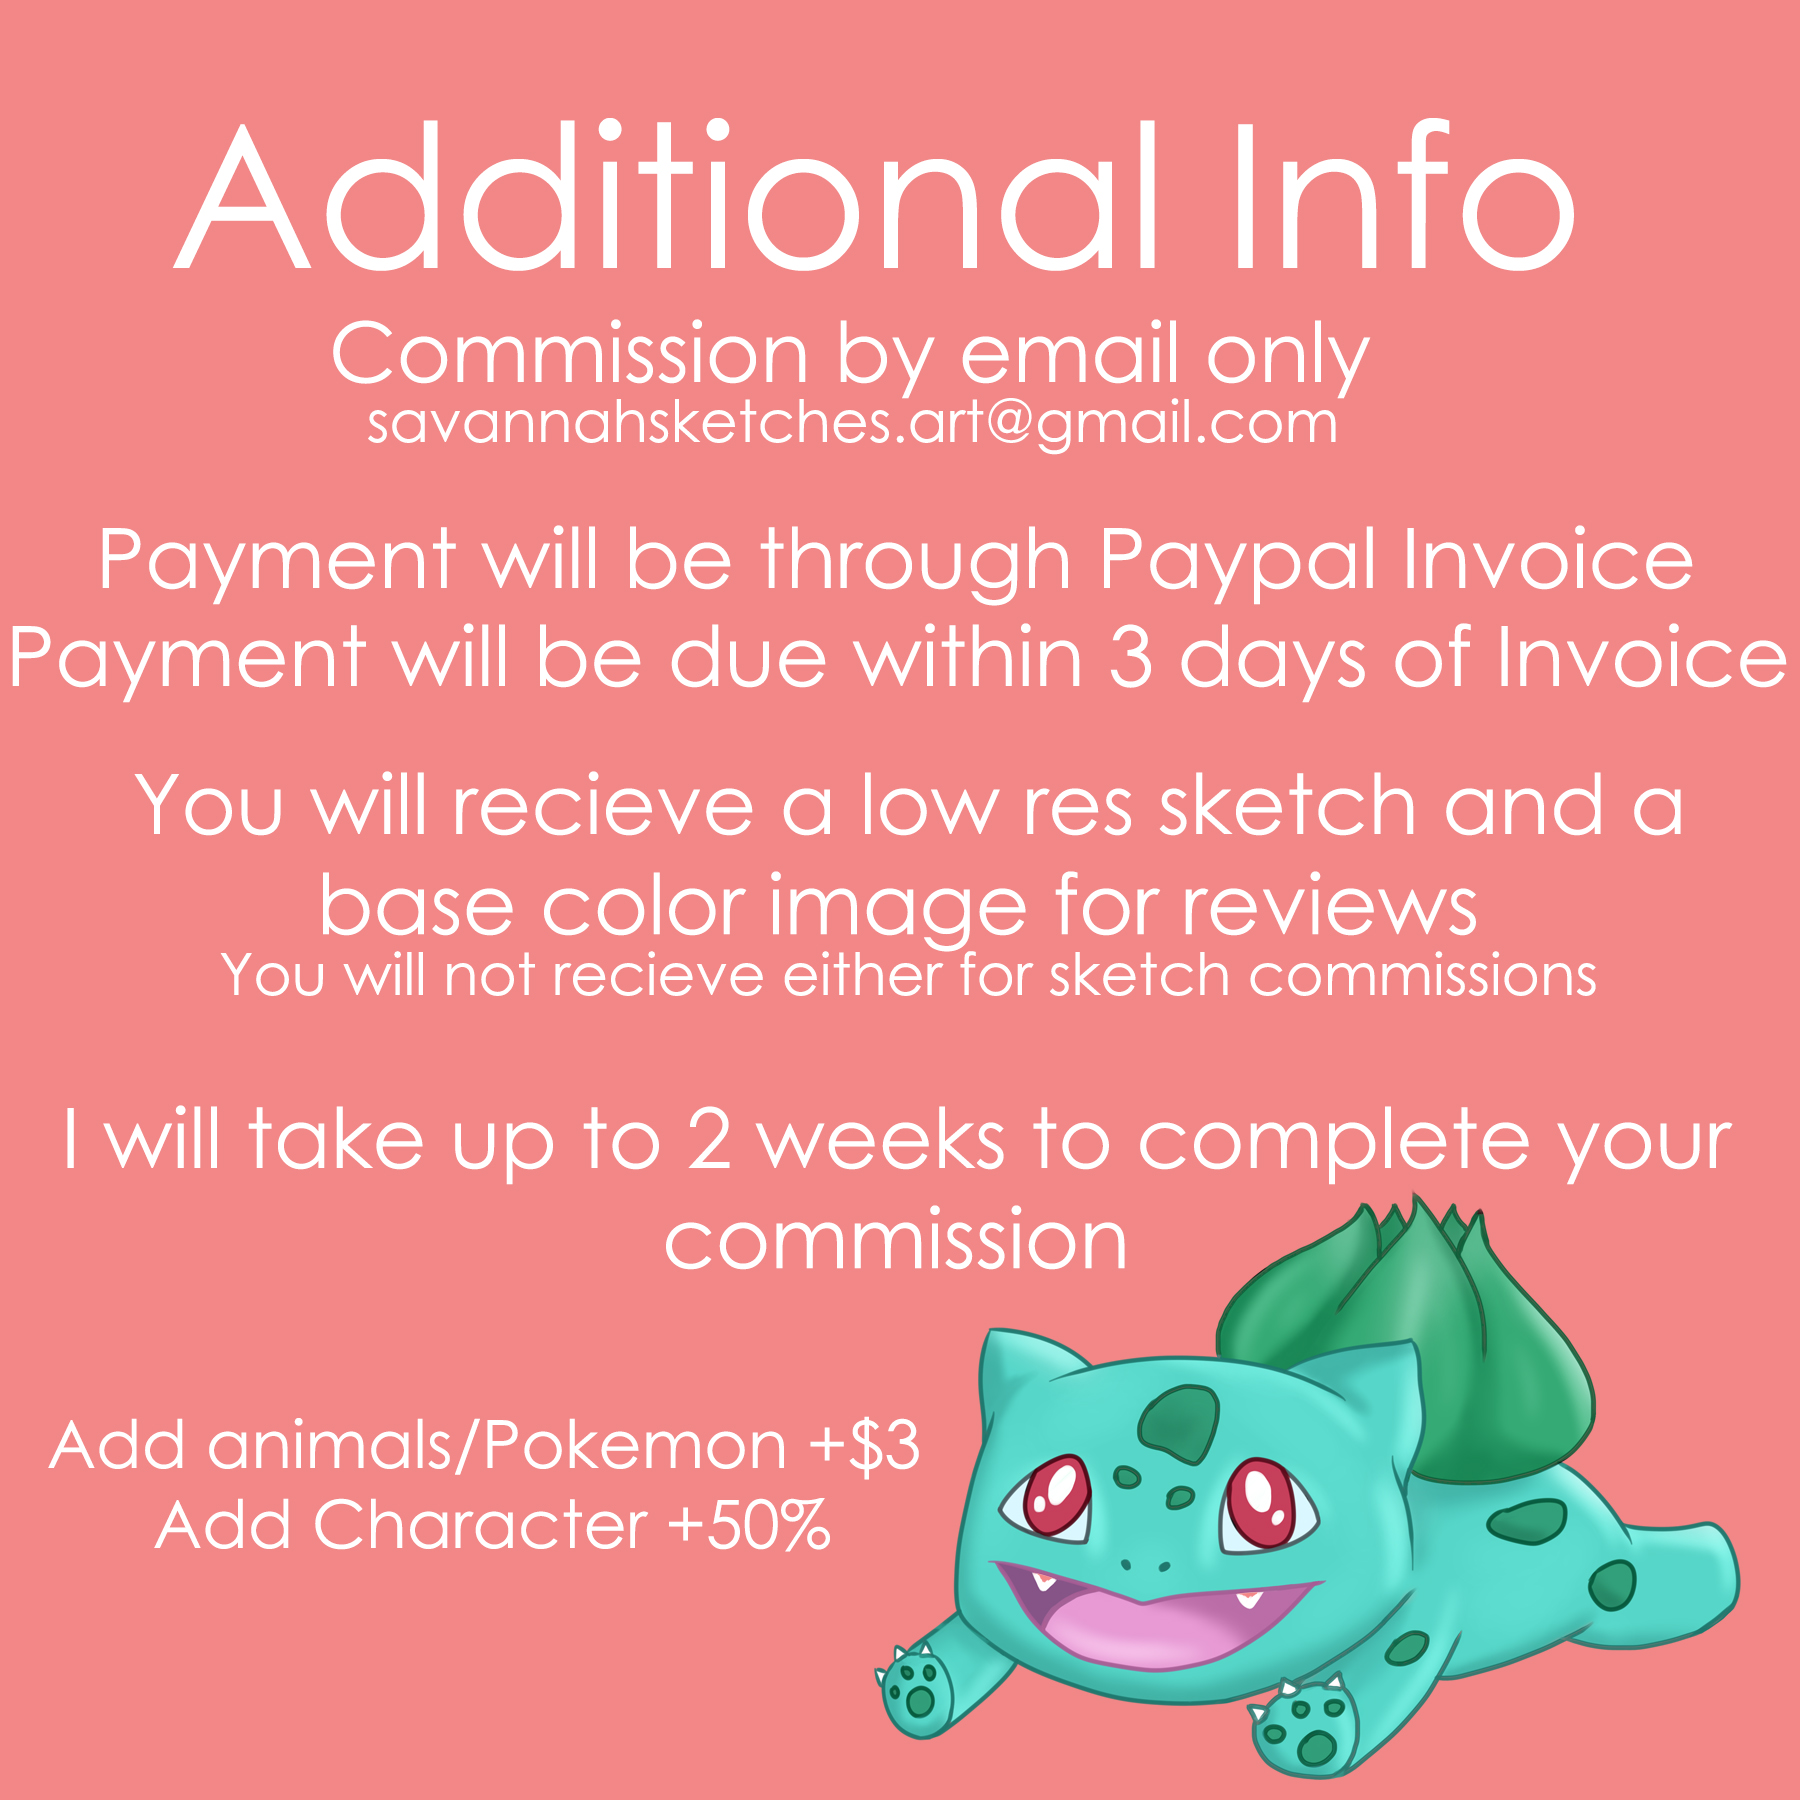 Additional Info
Commission by email only
savannahsketches.art@gmail.com
Payment will be through Paypal Invoice
Payment will be due within 3 days of Invoice
You will recieve a low res sketch and a
base color image for reviews
You will not recieve either for sketch commissions
I will take up to 2 weeks to complete your
commission
Add animals/Pokemon +$3
Add Character +50%